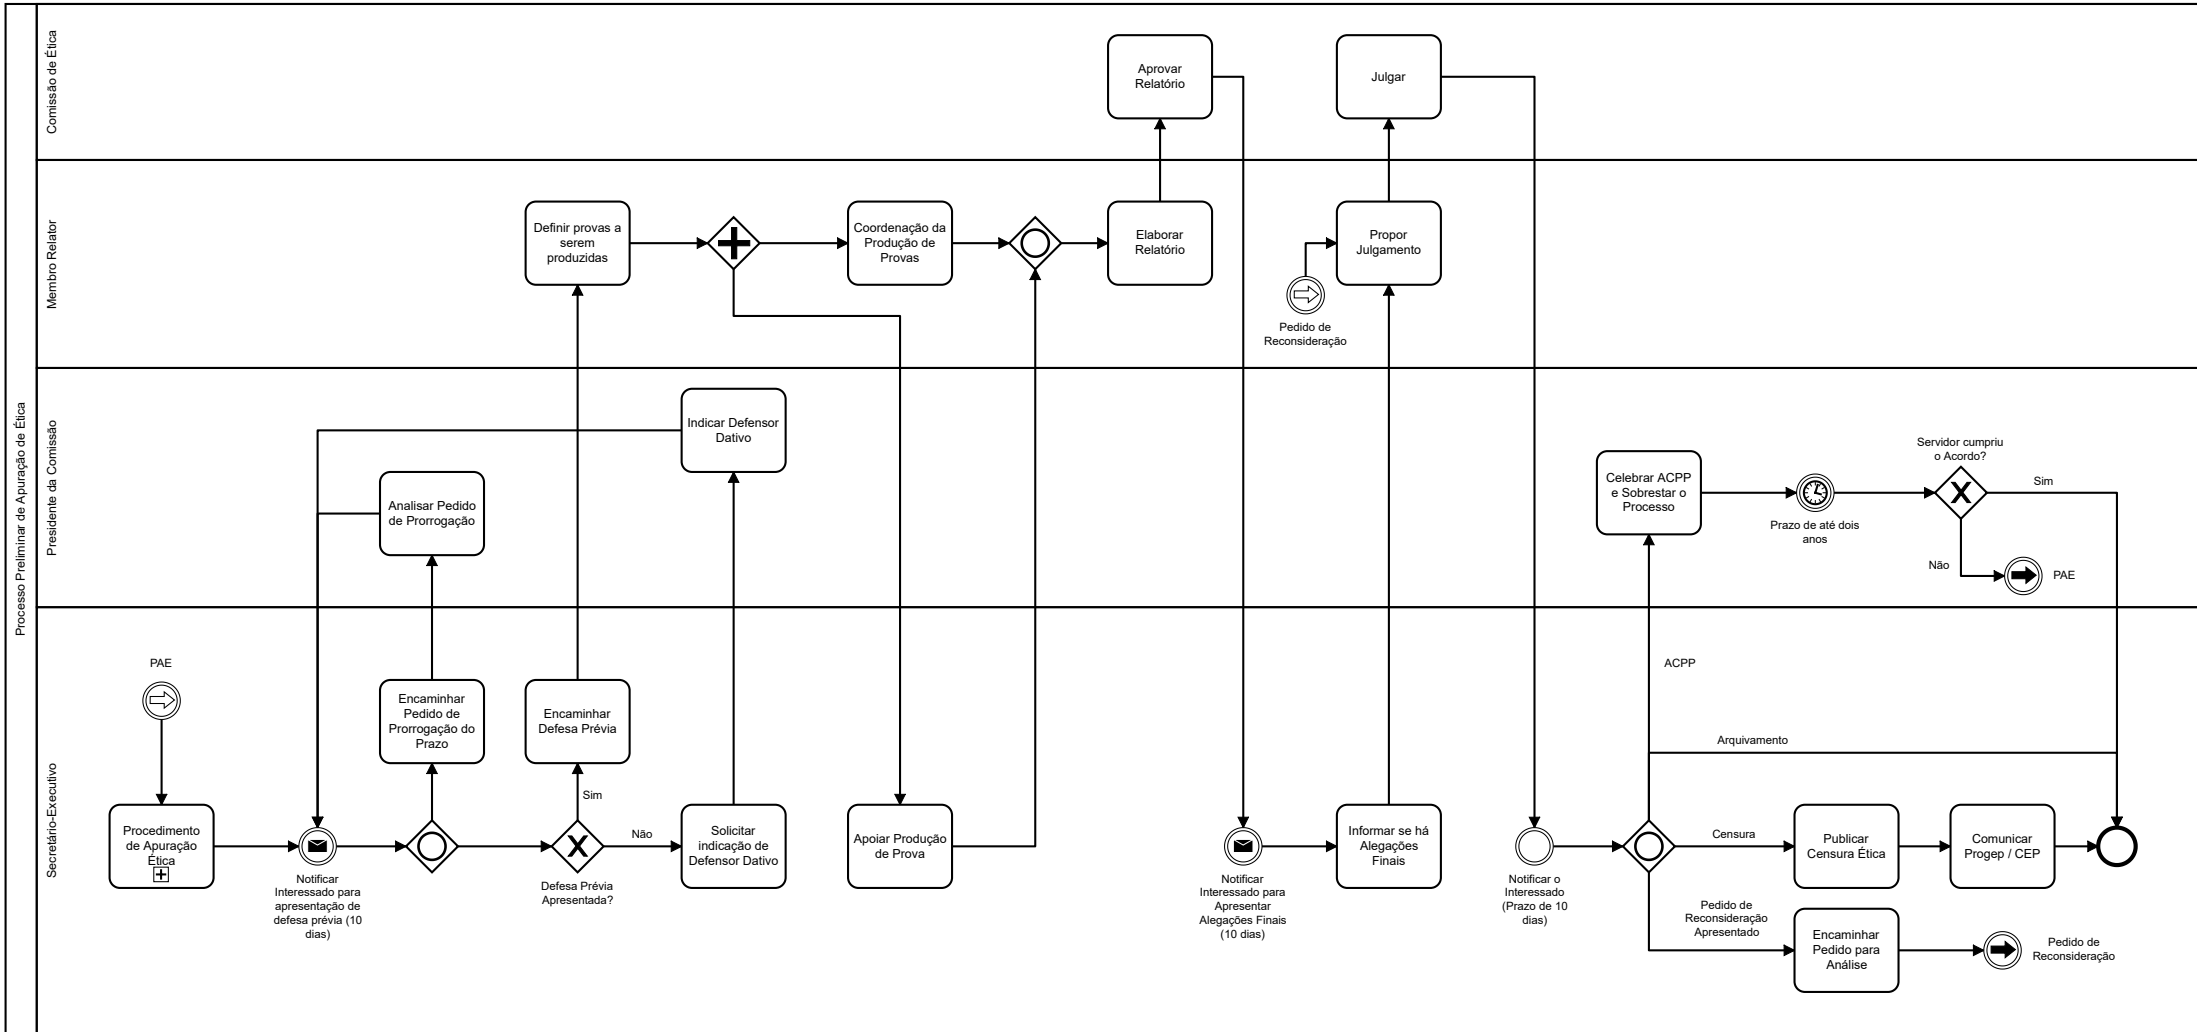 Processo Preliminar de Apuração de Ética
Comissão de Ética
Aprovar
Relatório
Julgar
Membro Relator
Definir provas a
serem
produzidas
Coordenação da
Produção de
Provas
Elaborar
Relatório
Propor
Julgamento
Pedido de
Reconsideração
Presidente da Comissão
Indicar Defensor
Dativo
Analisar Pedido
de Prorrogação
Celebrar ACPP
e Sobrestar o
Processo
Prazo de até dois
anos
Servidor cumpriu
o Acordo?
Sim
Não
PAE
Secretário-Executivo
PAE
Procedimento
de Apuração
Ética
Notificar
Interessado para
apresentação de
defesa prévia (10
dias)
Encaminhar
Pedido de
Prorrogação do
Prazo
Encaminhar
Defesa Prévia
Sim
Não
Defesa Prévia
Apresentada?
Solicitar
indicação de
Defensor Dativo
Apoiar Produção
de Prova
Notificar
Interessado para
Apresentar
Alegações Finais
(10 dias)
Informar se há
Alegações
Finais
Notificar o
Interessado
(Prazo de 10
dias)
ACPP
Arquivamento
Censura
Publicar
Censura Ética
Comunicar
Progep / CEP
Pedido de
Reconsideração
Apresentado
Encaminhar
Pedido para
Análise
Pedido de
Reconsideração